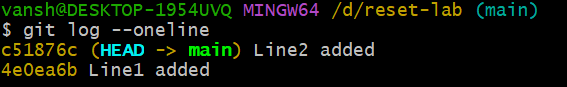 vansh@DESKTOP-1954UVQ MINGW64 /d/reset-lab (main)
$ git log --oneline
c51876c (HEAD -> main) Line2 added
4e0ea6b Line1 added